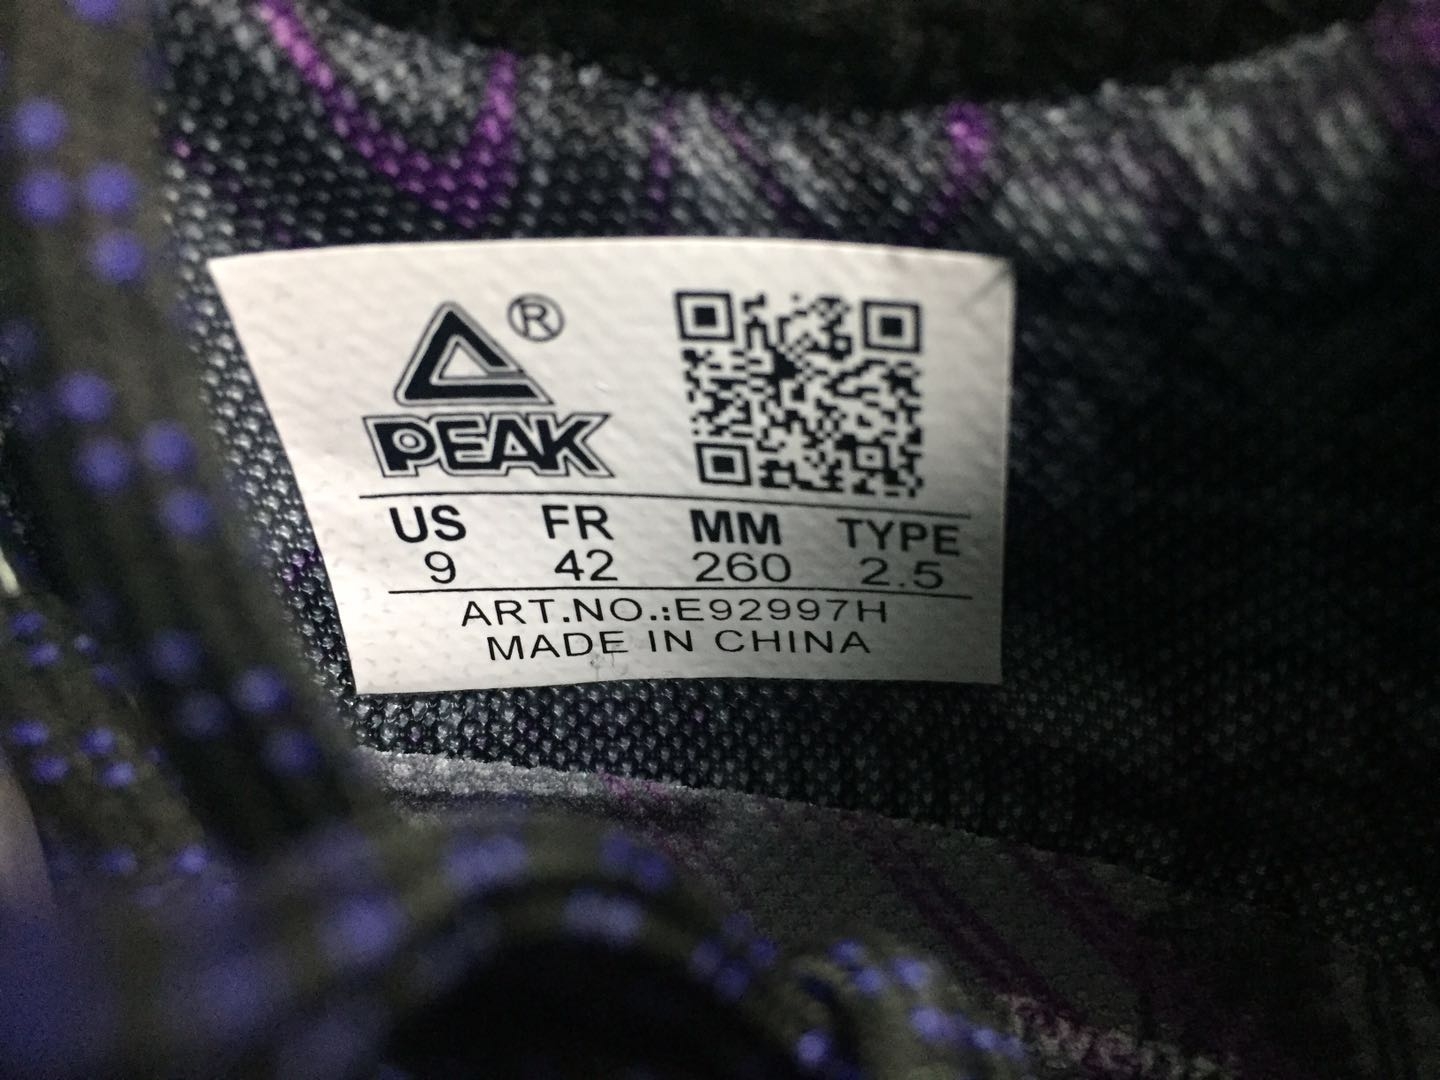 ®
PEAK
US FR MM TYPE
9 42 260 2.5
ART.NO.:E92997H
MADE IN CHINA